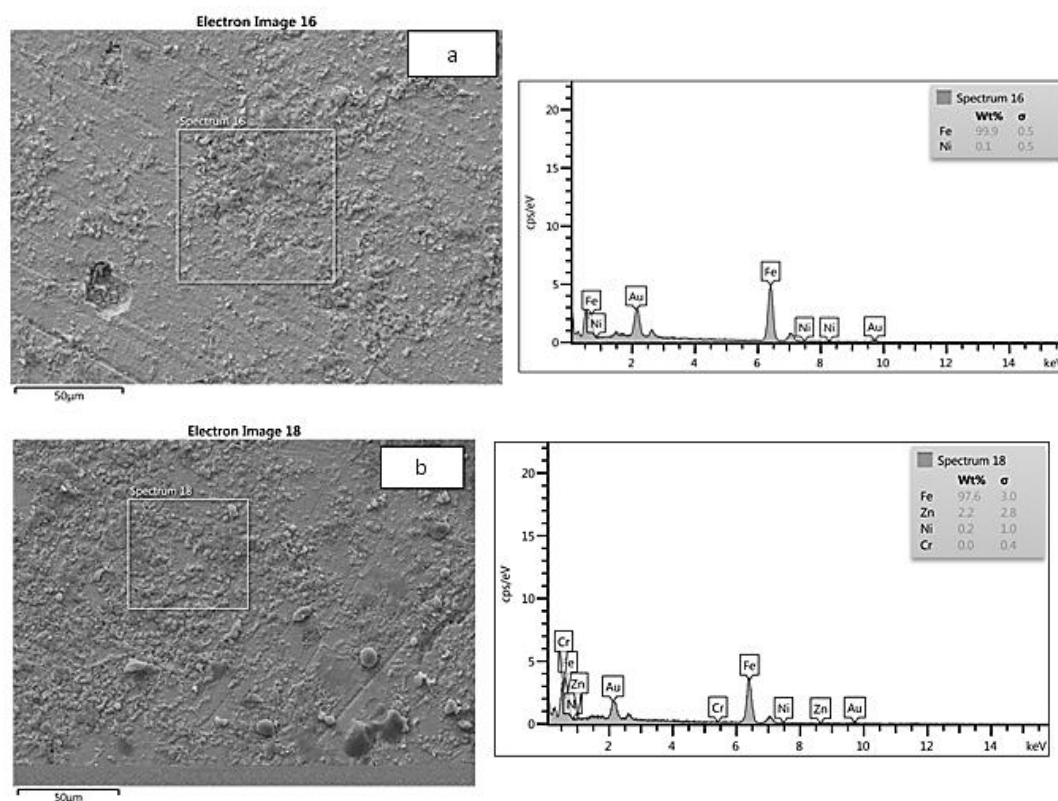 Electron Image 16
a
Spectrum 16
50µm
20
15
10
5
0
cps/eV
Spectrum 16
Wt% σ
Fe 99.9 0.5
Ni 0.1 0.5
Fe
Ni
Au
Fe
Ni
Ni
Au
2 4 6 8 10 12 14 keV
Electron Image 18
b
Spectrum 18
50µm
20
15
10
5
0
cps/eV
Spectrum 18
Wt% σ
Fe 97.6 3.0
Zn 2.2 2.8
Ni 0.2 1.0
Cr 0.0 0.4
Cr
Zn
Au
Cr
Fe
Ni
Zn
Au
2 4 6 8 10 12 14 keV